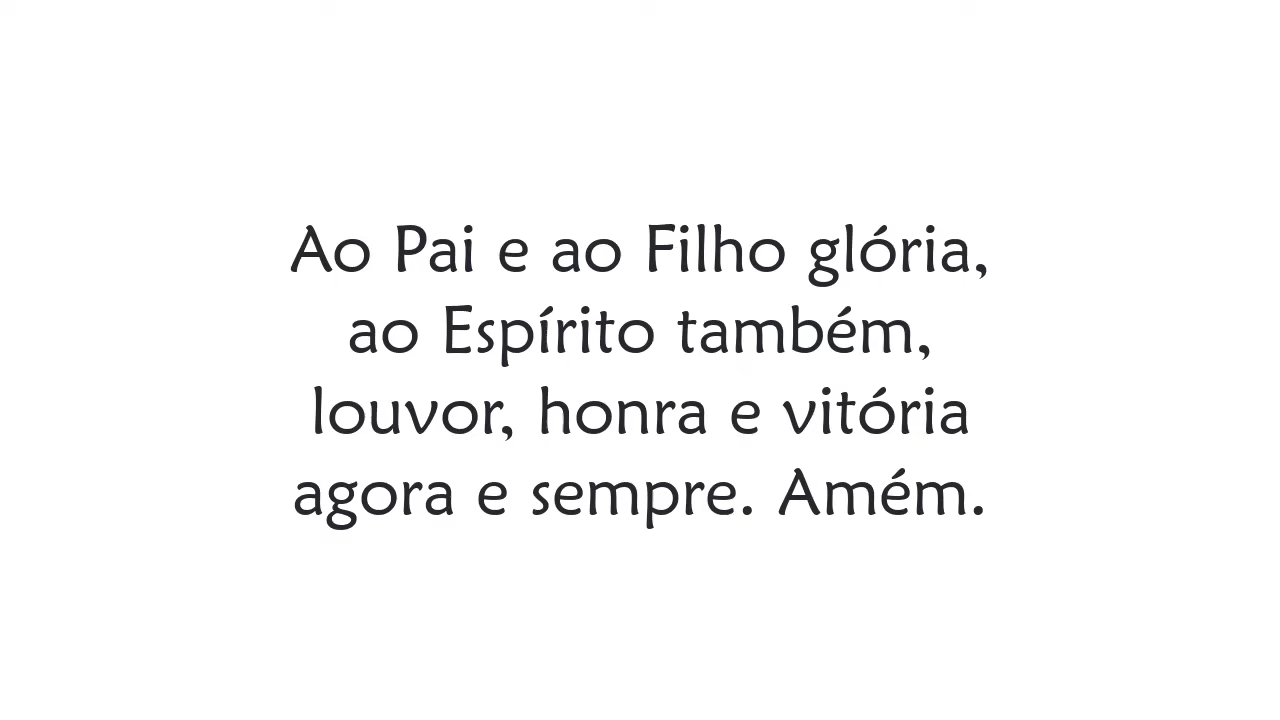 Ao Pai e ao Filho glória,
ao Espírito também,
louvor, honra e vitória
agora e sempre. Amém.